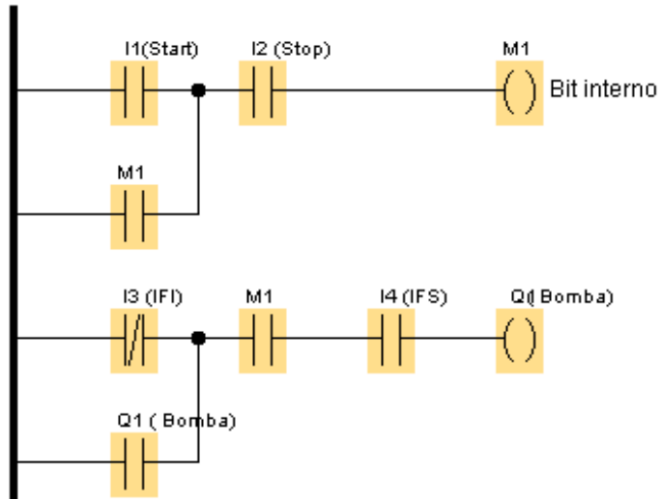 I1(Start) I2 (Stop) M1
Bit interno
M1
I3 (IFI) M1 I4 (IFS) Q( Bomba)
Q1 ( Bomba)